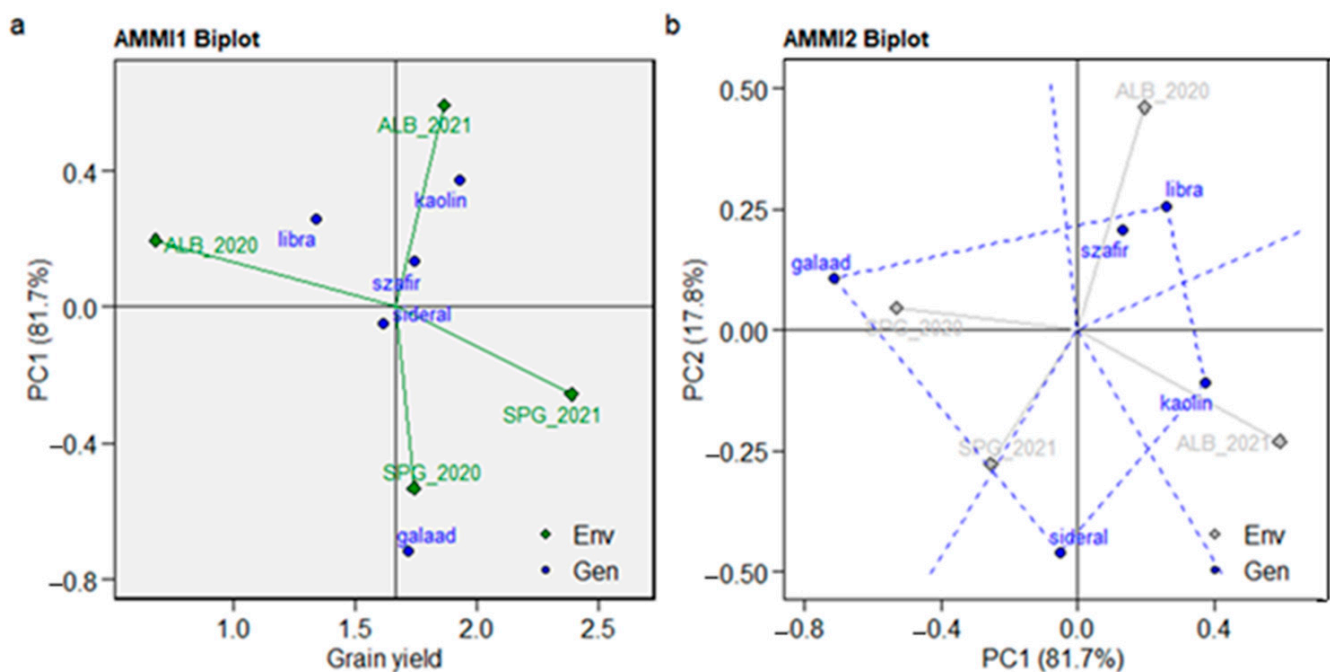 a
AMMI1 Biplot
ALB_2021
0.4
kaolin
libra
ALB_2020
szafir
0.0
sideral
PC1 (81.7%)
−0.4
SPG_2021
SPG_2020
galaad
Env
Gen
−0.8
1.0 1.5 2.0 2.5
Grain yield
b
AMMI2 Biplot
0.50
ALB_2020
0.25
libra
szafir
galaad
0.00
SPG_2020
PC2 (17.8%)
kaolin
−0.25
SPG_2021
ALB_2021
sideral
Env
Gen
−0.50
−0.8 −0.4 0.0 0.4
PC1 (81.7%)